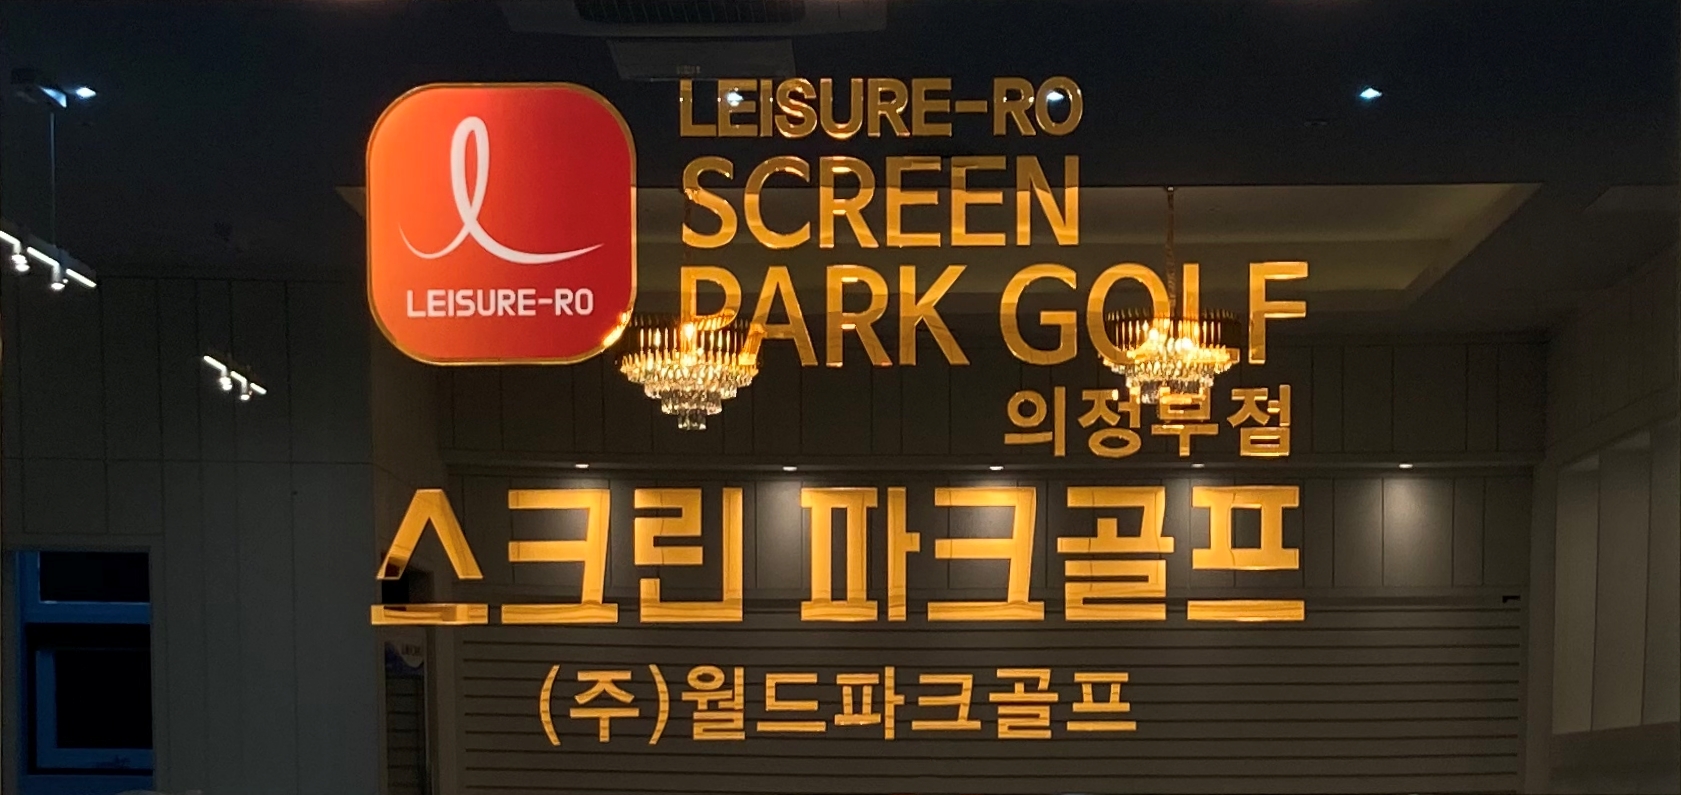 LEISURE-RO
LEISURE-RO
SCREEN
PARK GOLF
의정부점
스크린 파크골프
(주)월드파크골프